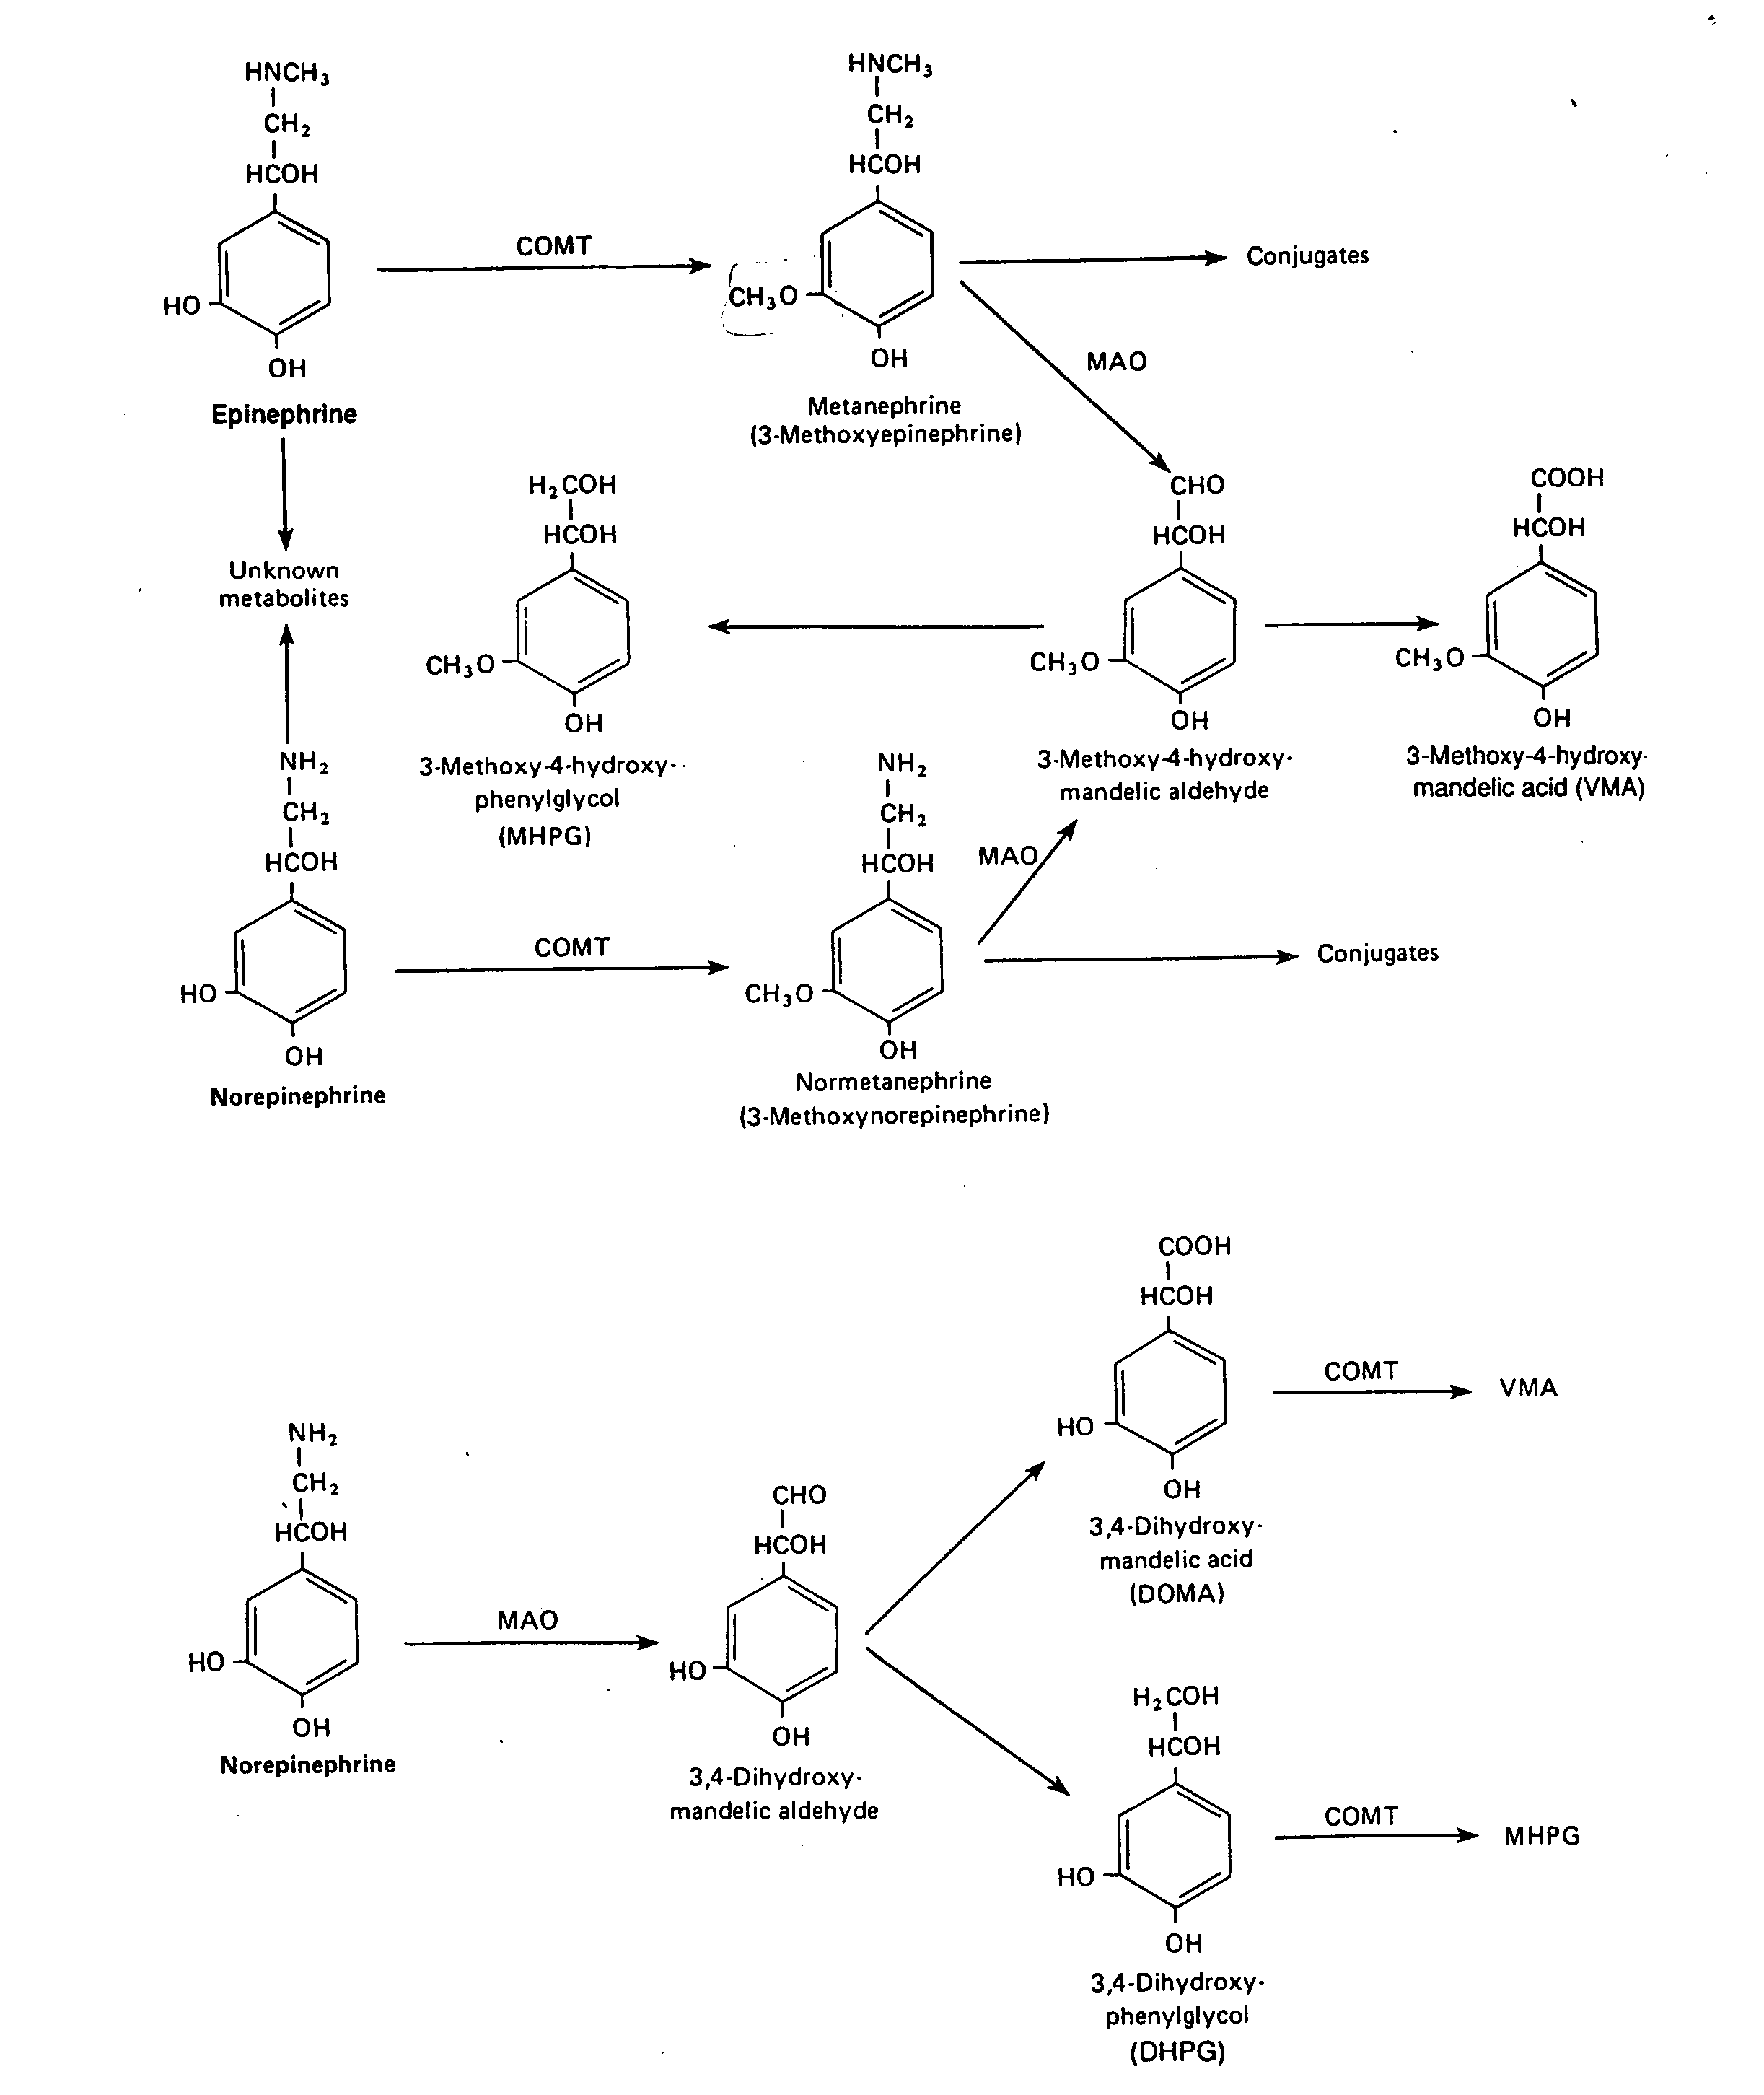 HNCH₃
CH₂
HCOH
HO
OH
Epinephrine
COMT
HNCH₃
CH₂
HCOH
CH₃O
OH
Metanephrine
(3-Methoxyepinephrine)
Conjugates
MAO
Unknown
metabolites
H₂COH
HCOH
CH₃O
OH
3-Methoxy-4-hydroxy-
phenylglycol
(MHPG)
CHO
HCOH
CH₃O
OH
3-Methoxy-4-hydroxy-
mandelic aldehyde
COOH
HCOH
CH₃O
OH
3-Methoxy-4-hydroxy-
mandelic acid (VMA)
NH₂
CH₂
HCOH
HO
OH
Norepinephrine
COMT
NH₂
CH₂
HCOH
CH₃O
OH
Normetanephrine
(3-Methoxynorepinephrine)
MAO
Conjugates
NH₂
CH₂
HCOH
HO
OH
Norepinephrine
MAO
CHO
HCOH
HO
OH
3,4-Dihydroxy-
mandelic aldehyde
COOH
HCOH
HO
OH
3,4-Dihydroxy-
mandelic acid
(DOMA)
COMT
VMA
H₂COH
HCOH
HO
OH
3,4-Dihydroxy-
phenylglycol
(DHPG)
COMT
MHPG